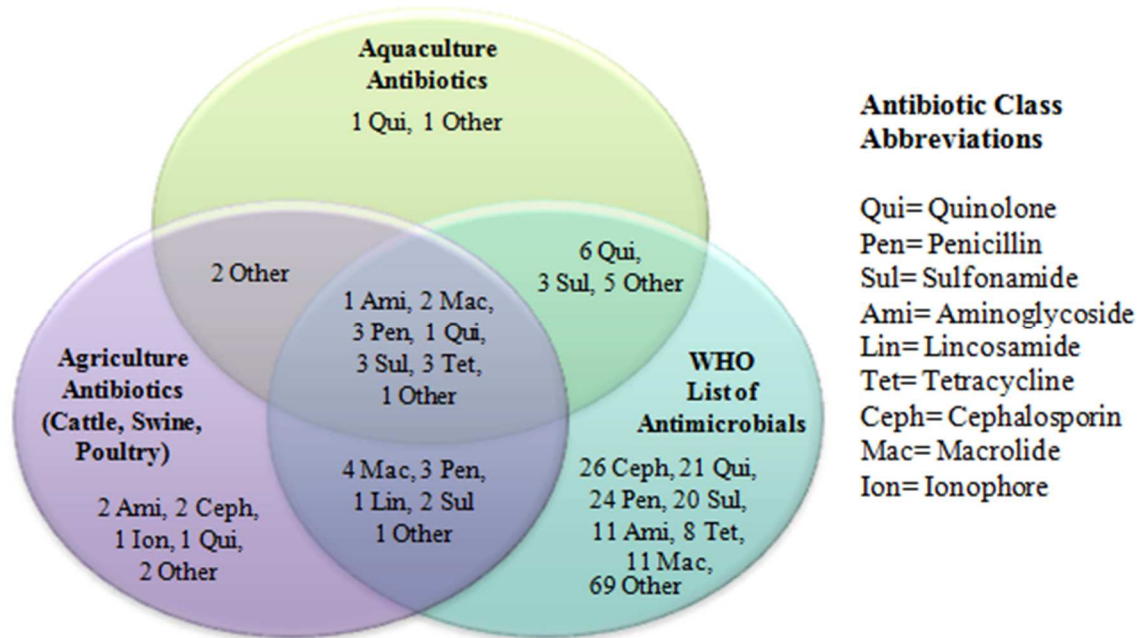 Aquaculture
Antibiotics
1 Qui, 1 Other
2 Other
6 Qui,
3 Sul, 5 Other
1 Ami, 2 Mac,
3 Pen, 1 Qui,
3 Sul, 3 Tet,
1 Other
Agriculture
Antibiotics
(Cattle, Swine,
Poultry)
2 Ami, 2 Ceph,
1 Ion, 1 Qui,
2 Other
4 Mac, 3 Pen,
1 Lin, 2 Sul
1 Other
WHO
List of
Antimicrobials
26 Ceph, 21 Qui,
24 Pen, 20 Sul,
11 Ami, 8 Tet,
11 Mac,
69 Other
Antibiotic Class
Abbreviations
Qui= Quinolone
Pen= Penicillin
Sul= Sulfonamide
Ami= Aminoglycoside
Lin= Lincosamide
Tet= Tetracycline
Ceph= Cephalosporin
Mac= Macrolide
Ion= Ionophore